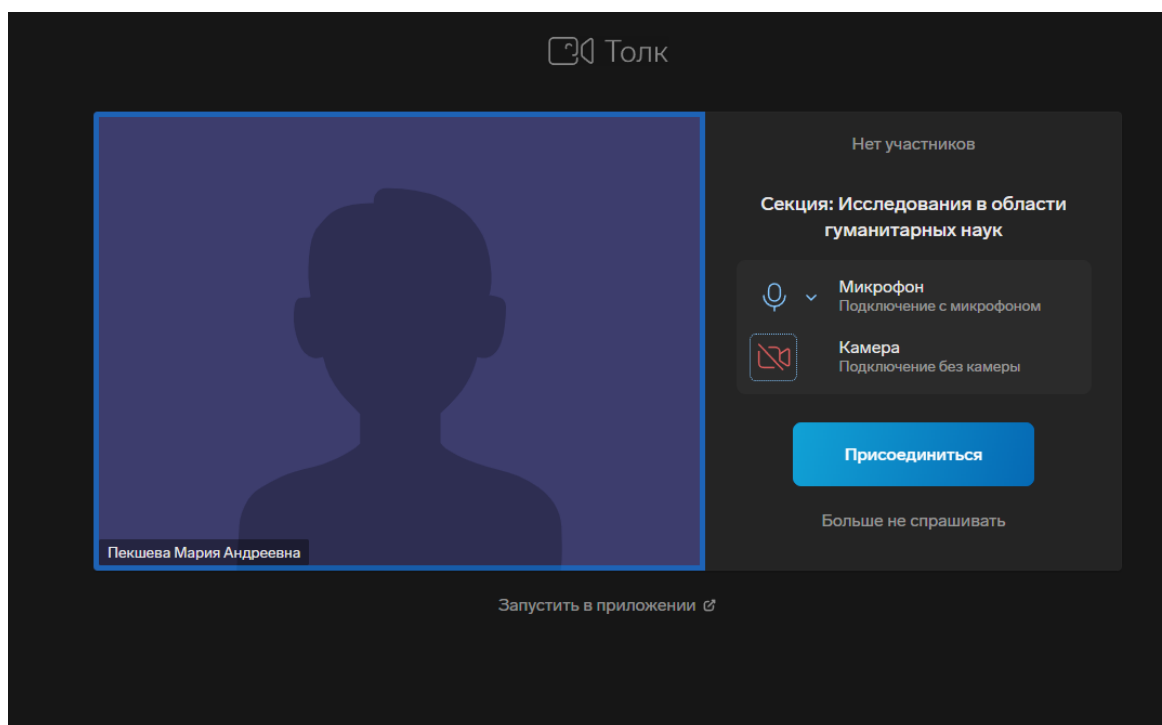 Толк
Нет участников
Секция: Исследования в области
гуманитарных наук
Микрофон
Подключение с микрофоном
Камера
Подключение без камеры
Присоединиться
Больше не спрашивать
Пекшева Мария Андреевна
Запустить в приложении